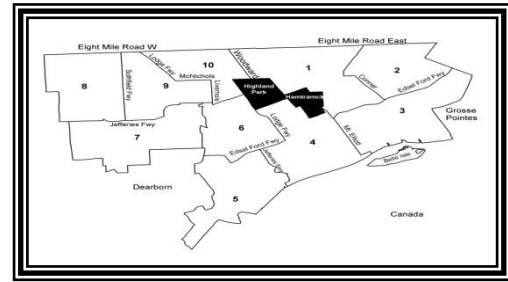 Eight Mile Road W
Eight Mile Road East
10
1
2
8
Lodge Fwy
McNichols
Woodward
Conner
Southfield Fwy
9
Livernois
Highland
Park
Hamtramck
Edsel Ford Fwy
3
Grosse
Pointes
Jefferies Fwy
7
6
Lodge Fwy
4
Mt. Elliott
Edsel Ford Fwy
Belle Isle
Dearborn
5
Canada